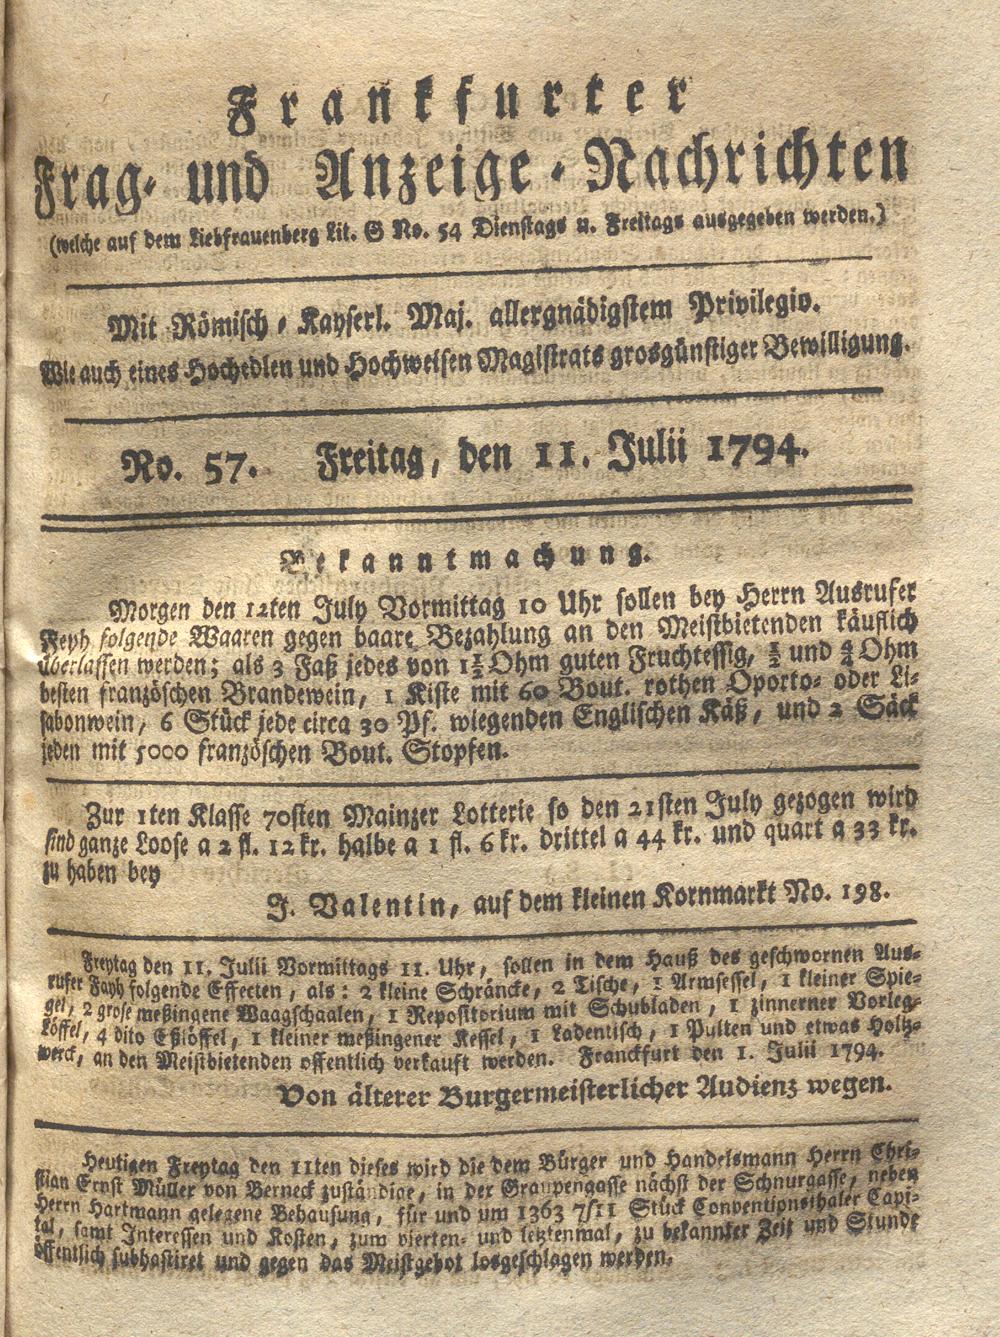 Frankfurter
Frag- und Anzeige-Nachrichten
(welche auf dem Liebfrauenberg Lit. G No. 54 Dienstags u. Freitags ausgegeben werden.)
Mit Römisch-Kayserl. Maj. allergnädigstem Privilegio.
Wie auch eines Hochedlen und Hochweisen Magistrats grosgünstiger Bewilligung.
No. 57. Freitag, den 11. Julii 1794.
Bekanntmachung.
Morgen den 12ten July Vormittag 10 Uhr sollen bey Herrn Ausrufer
Feyh folgende Waaren gegen baare Bezahlung an den Meistbietenden käuflich
überlassen werden; als 3 Faß jedes von 1½ Ohm guten Fruchtessig, ½ und 4/4 Ohm
besten französchen Brandewein, 1 Kiste mit 60 Bout. rothen Oporto- oder Li-
sabonwein, 6 Stück jede circa 30 Pf. wiegenden Englischen Käß, und 2 Säck
jeden mit 5000 französchen Bout. Stopfen.
Zur 1ten Klasse 70sten Mainzer Lotterie so den 21sten July gezogen wird
sind ganze Loose a 2 fl. 12 kr. halbe a 1 fl. 6 kr. drittel a 44 kr. und quart a 33 kr.
zu haben bey
J. Valentin, auf dem kleinen Kornmarkt No. 198.
Freytag den 11. Julii Vormittags 11. Uhr, sollen in dem Hauß des geschwornen Aus-
rufer Fayh folgende Effecten, als: 2 kleine Schräncke, 2 Tische, 1 Armsessel, 1 kleiner Spie-
gel, 2 grose meßingene Waagschaalen, 1 Repositorium mit Schubladen, 1 zinnerner Vorleg-
löffel, 4 dito Eßlöffel, 1 kleiner meßingener Kessel, 1 Ladentisch, 1 Pulten und etwas Holtz-
werck, an den Meistbietenden offentlich verkauft werden. Franckfurt den 1. Julii 1794.
Von älterer Burgermeisterlicher Audienz wegen.
Heutigen Freytag den 11ten dieses wird die dem Bürger und Handelsmann Herrn Chri-
stian Ernst Müller von Berneck zuständige, in der Graupengasse nächst der Schnurgasse, neben
Herrn Hartmann gelegene Behausung, für und um 1363 7/11 Stück Conventionsthaler Capi-
tal, samt Interessen und Kosten, zum vierten- und letztenmal, zu bekannter Zeit und Stunde
öffentlich subhastiret und gegen das Meistgebot losgeschlagen werden.